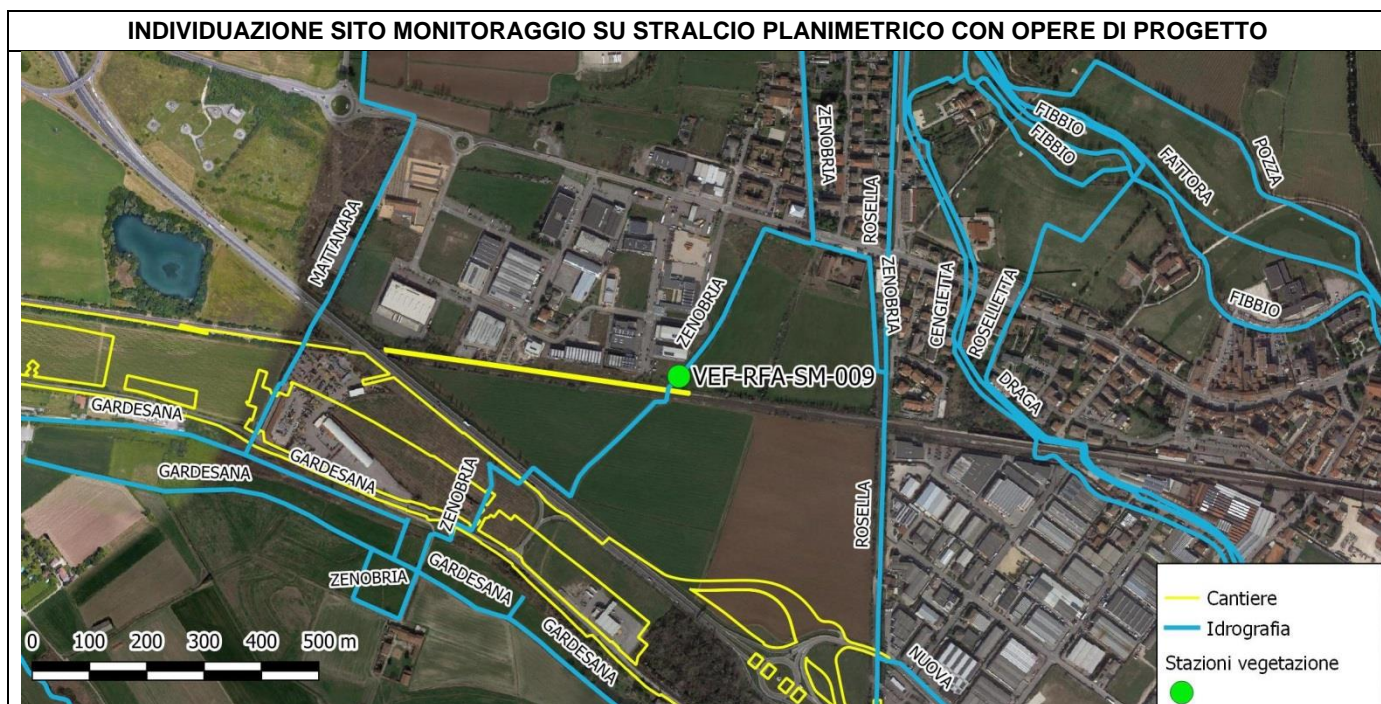 INDIVIDUAZIONE SITO MONITORAGGIO SU STRALCIO PLANIMETRICO CON OPERE DI PROGETTO
ZENOBRIA
FIBBIO
FIBBIO
FATTORA
POZZA
MATTANARA
ROSELLA
ZENOBRIA
ZENOBRIA
CENGIETTA
ROSELLETTA
FIBBIO
VEF-RFA-SM-009
DRAGA
GARDESANA
GARDESANA
GARDESANA
ZENOBRIA
ROSELLA
ZENOBRIA
GARDESANA
GARDESANA
NUOVA
0 100 200 300 400 500 m
Cantiere
Idrografia
Stazioni vegetazione